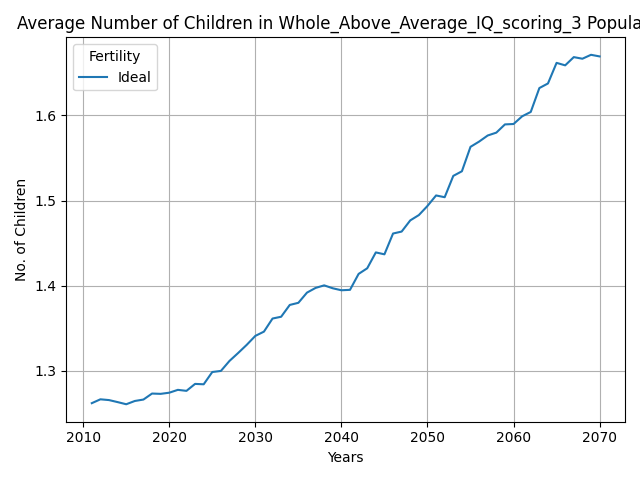 Average Number of Children in Whole_Above_Average_IQ_scoring_3 Popula
Fertility
Ideal
No. of Children
1.6
1.5
1.4
1.3
2010 2020 2030 2040 2050 2060 2070
Years